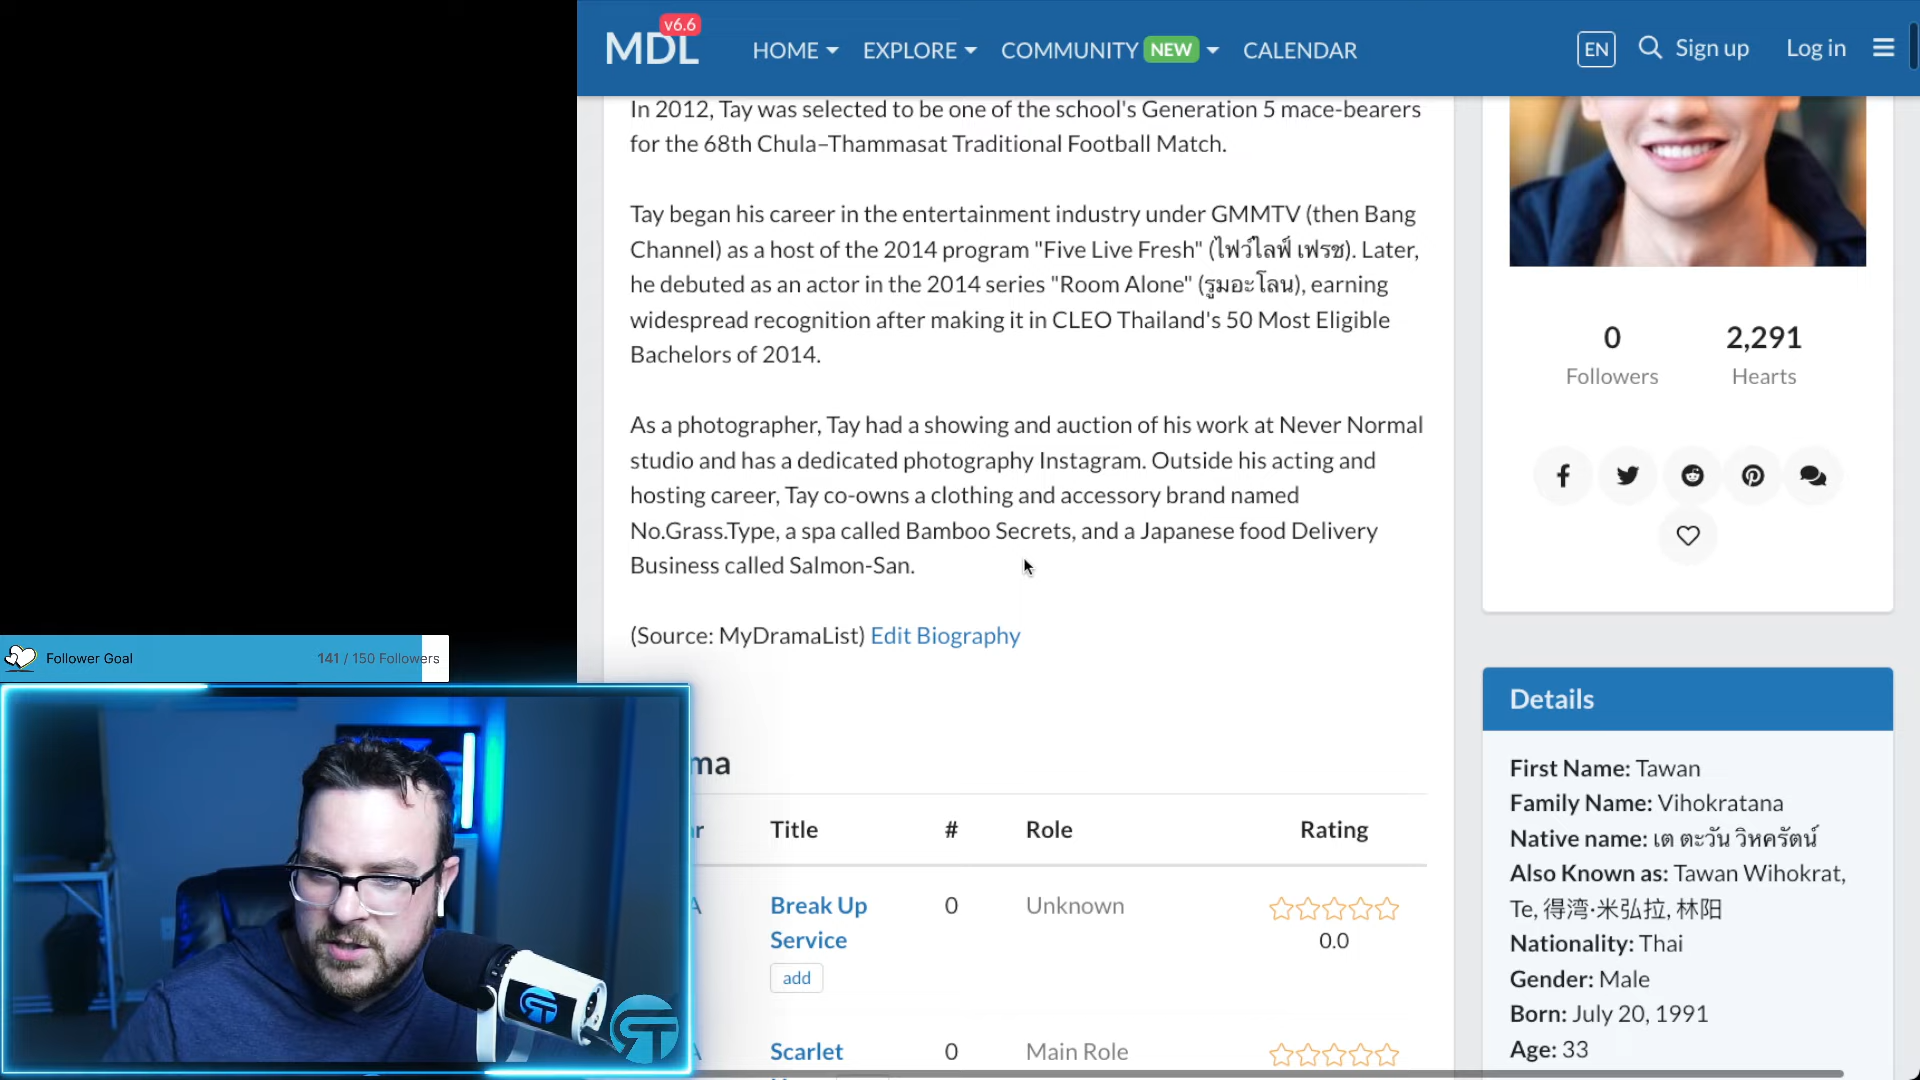 v6.6
MDL HOME EXPLORE COMMUNITY NEW CALENDAR EN Sign up Log in
In 2012, Tay was selected to be one of the school's Generation 5 mace-bearers
for the 68th Chula–Thammasat Traditional Football Match.
Tay began his career in the entertainment industry under GMMTV (then Bang
Channel) as a host of the 2014 program "Five Live Fresh" (ไฟว์ไลฟ์ เฟรช). Later,
he debuted as an actor in the 2014 series "Room Alone" (รูมอะโลน), earning
widespread recognition after making it in CLEO Thailand's 50 Most Eligible
Bachelors of 2014.
As a photographer, Tay had a showing and auction of his work at Never Normal
studio and has a dedicated photography Instagram. Outside his acting and
hosting career, Tay co-owns a clothing and accessory brand named
No.Grass.Type, a spa called Bamboo Secrets, and a Japanese food Delivery
Business called Salmon-San.
(Source: MyDramaList) Edit Biography
0 2,291
Followers Hearts
Follower Goal 141 / 150 Followers
ma
r Title # Role Rating
A Break Up 0 Unknown
Service 0.0
add
A Scarlet 0 Main Role
Details
First Name: Tawan
Family Name: Vihokratana
Native name: เต ตะวัน วิหครัตน์
Also Known as: Tawan Wihokrat,
Te, 得湾·米弘拉, 林阳
Nationality: Thai
Gender: Male
Born: July 20, 1991
Age: 33